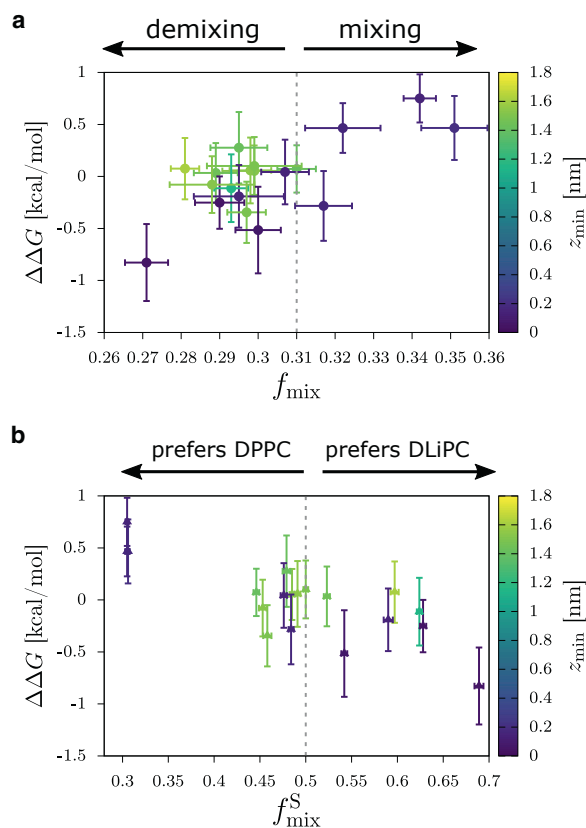 a
demixing mixing
1
0.5
0
-0.5
-1
-1.5
ΔΔG [kcal/mol]
0.26 0.27 0.28 0.29 0.3 0.31 0.32 0.33 0.34 0.35 0.36
f_mix
1.8
1.6
1.4
1.2
1
0.8
0.6
0.4
0.2
0
z_min [nm]
b
prefers DPPC prefers DLiPC
1
0.5
0
-0.5
-1
-1.5
ΔΔG [kcal/mol]
0.3 0.35 0.4 0.45 0.5 0.55 0.6 0.65 0.7
f_mix^S
1.8
1.6
1.4
1.2
1
0.8
0.6
0.4
0.2
0
z_min [nm]